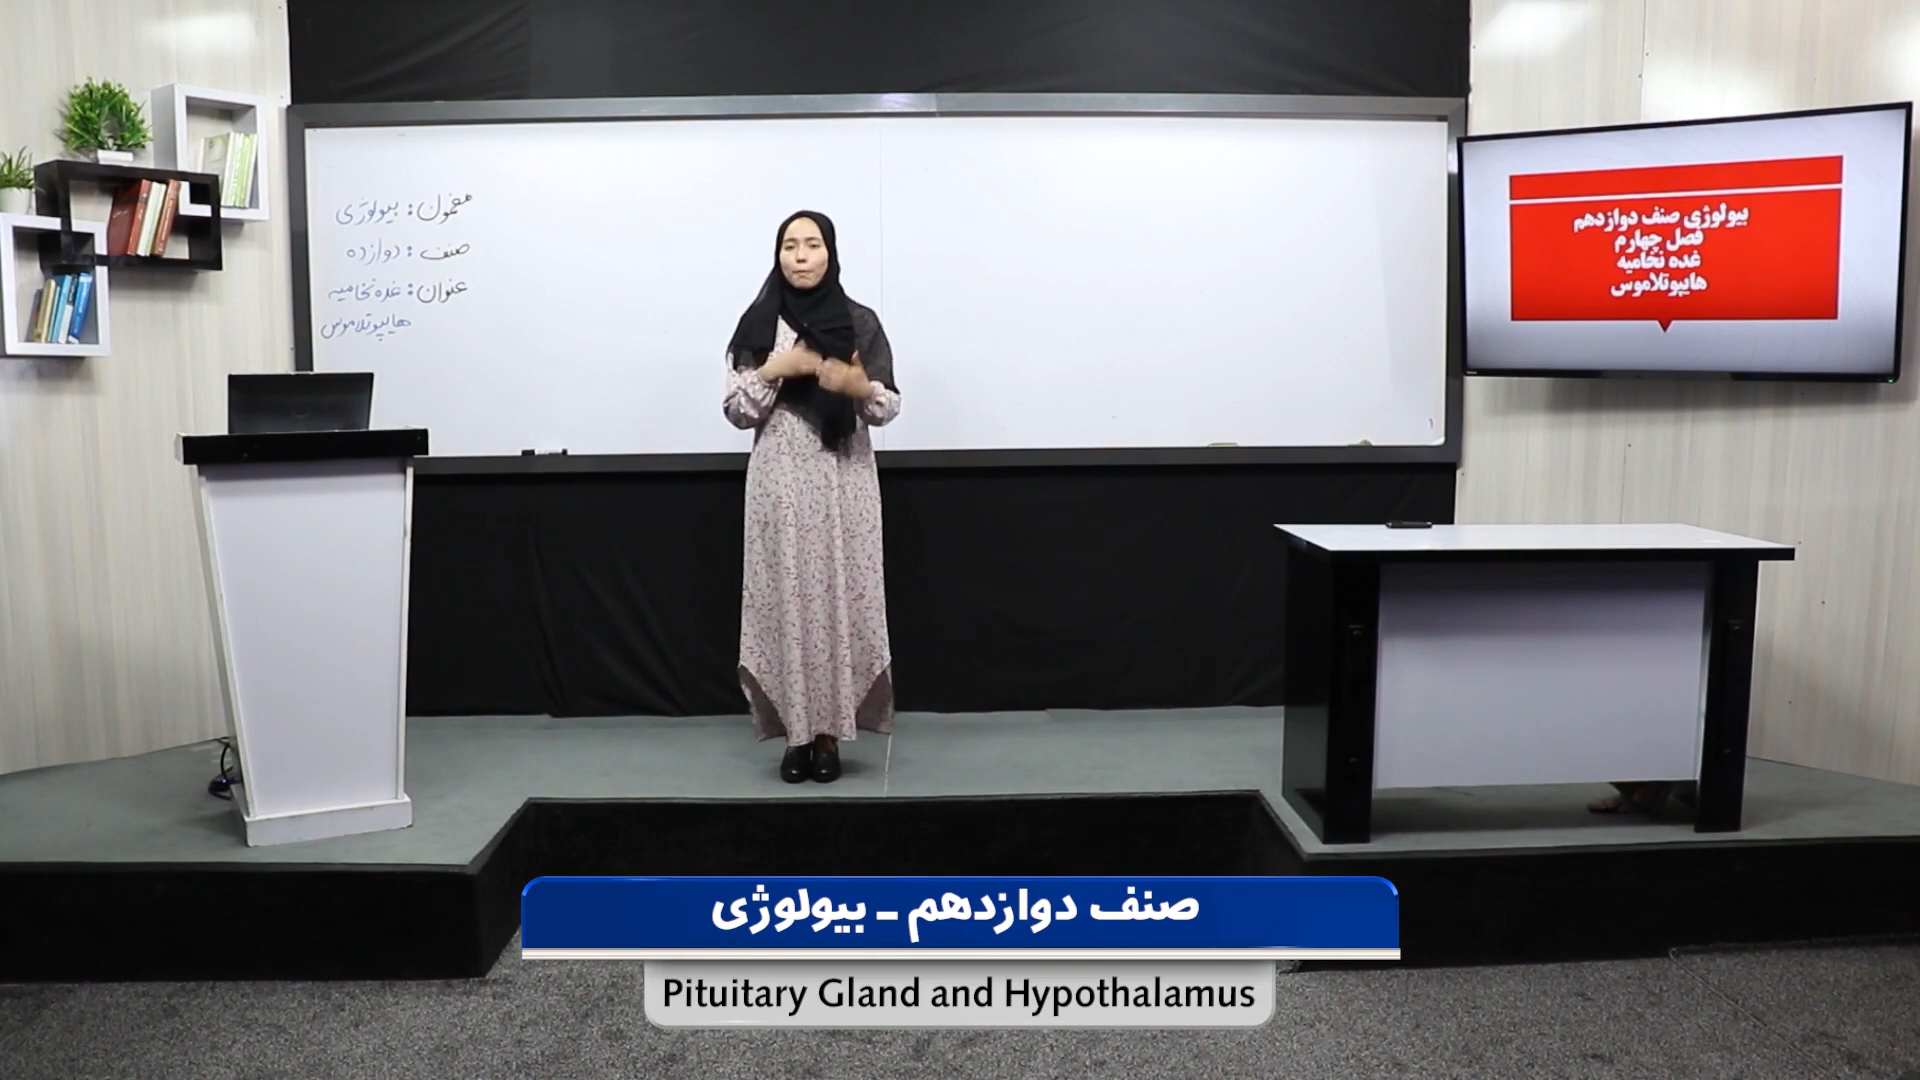 مضمون: بیولوژی
صنف: دوازده
عنوان: غده نخامیه
هایپوتلاموس
بیولوژی صنف دوازدهم
فصل چهارم
غده نخامیه
هایپوتلاموس
صنف دوازدهم - بیولوژی
Pituitary Gland and Hypothalamus